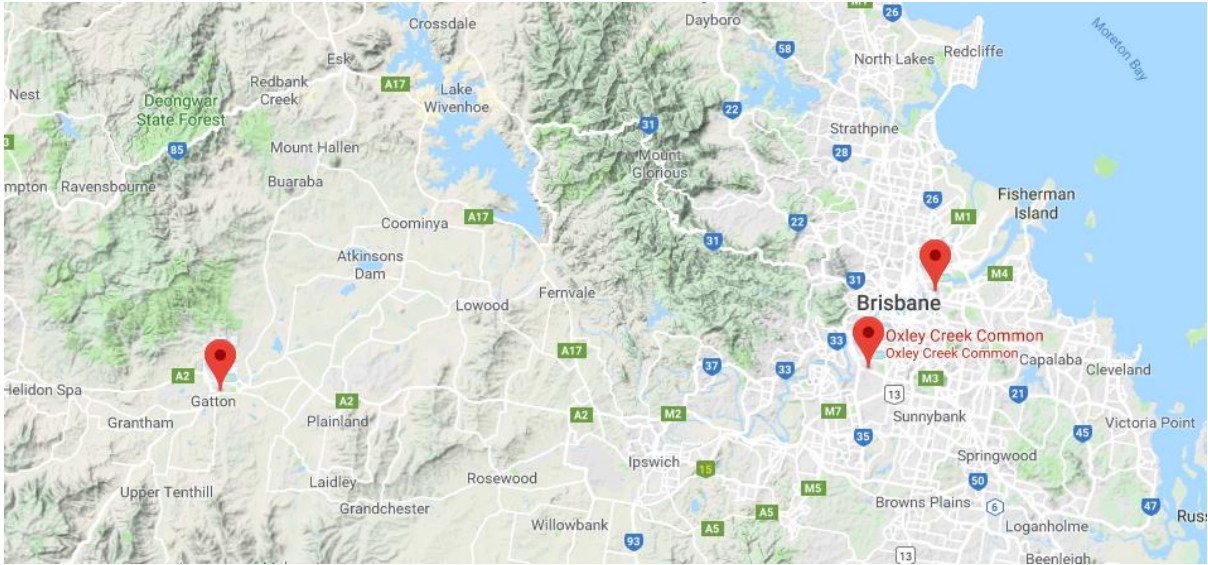 Crossdale
Dayboro
26
58
North Lakes
Redcliffe
Moreton Bay
Esk
Redbank
Creek
A17
Lake
Wivenhoe
Nest
Deongwar
State Forest
85
22
31
Strathpine
28
Mount Hallen
Mount
Glorious
mpton
Ravensbourne
Buaraba
26
Fisherman
Island
Coominya
A17
22
M1
31
Atkinsons
Dam
31
M4
Lowood
Fernvale
Brisbane
Oxley Creek Common
Oxley Creek Common
33
A17
37
33
Capalaba
Cleveland
A2
M3
Helidon Spa
Gatton
13
21
A2
Grantham
Plainland
A2
M2
M7
Sunnybank
Victoria Point
35
45
Ipswich
15
Springwood
Laidley
Rosewood
50
Upper Tenthill
M5
Browns Plains
6
47
Grandchester
A5
Russ
Willowbank
A5
Loganholme
93
13
Beenleigh